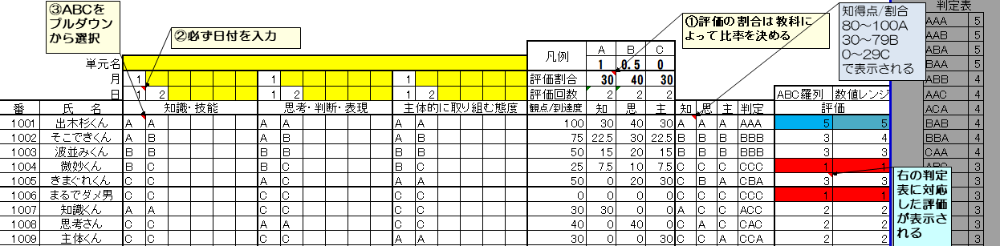 ③ABCを
プルダウン
から選択
②必ず日付を入力
①評価の割合は教科に
よって比率を決める
知得点/割合
80～100A
30～79B
0～29C
で表示される
判定表
凡例 A B C
1 0.5 0
単元名
月 1 1 1 評価割合 30 40 30
日 1 2 1 2 1 2 評価回数 2 2 2 ABC羅列 数値レンジ
番 氏 名 知識・技能 思考・判断・表現 主体的に取り組む態度 観点/到達度 知 思 主 知 思 主 判定 評価
1001 出木杉くん A A A A A A 100 30 40 30 A A A AAA 5 5
1002 そこできくん A B A B A B 75 22.5 30 22.5 B B B BBB 3 4
1003 波並みくん B B B B B B 50 15 20 15 B B B BBB 3 3
1004 微妙くん B C B C B C 25 7.5 10 7.5 C C C CCC 1 1
1005 きまぐれくん C C A C A A 50 0 20 30 C B A CBA 3 3
1006 まるでダメ男 C C C C C C 0 0 0 0 C C C CCC 1 1
1007 知識くん A A C C C C 30 30 0 0 A C C ACC 2 2
1008 思考さん C C A A C C 40 0 40 0 C A C CAC 2 2
1009 主体くん C C C C A A 30 0 0 30 C C A CCA 2 2
AAA 5
AAB 5
ABA 5
BAA 5
ABB 4
AAC 4
ACA 4
BAB 4
BBA 4
CAA 4
ABC 3
3
3
3
3
右の判定
表に対応
した評価
が表示さ
れる